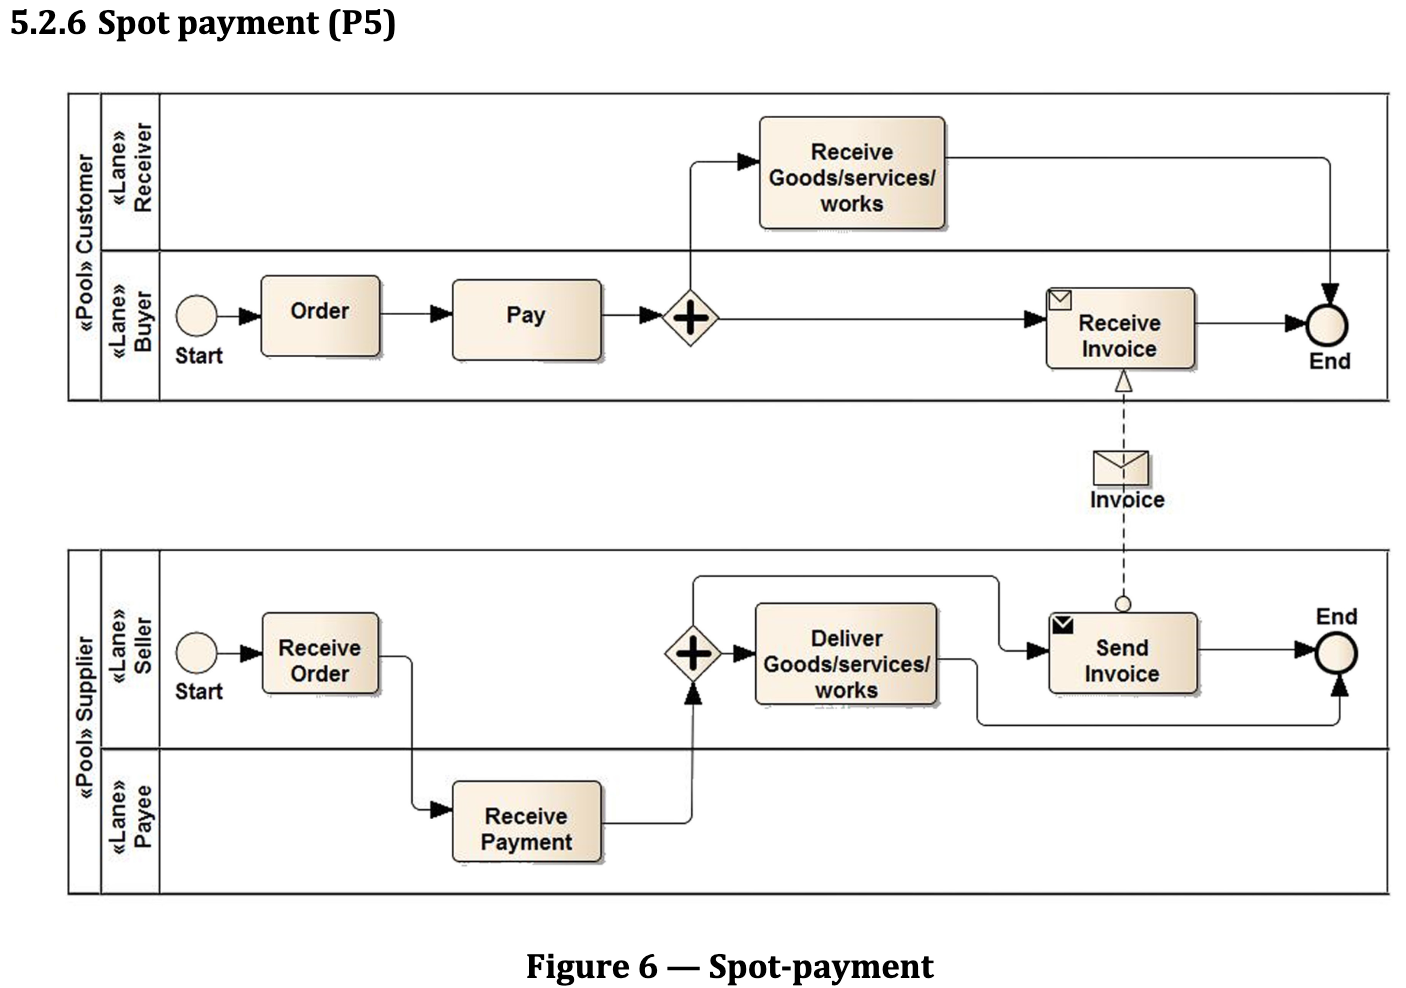 5.2.6 Spot payment (P5)
«Pool» Customer
«Lane»
Receiver
Receive
Goods/services/
works
«Lane»
Buyer
Start
Order
Pay
Receive
Invoice
End
Invoice
«Pool» Supplier
«Lane»
Seller
Start
Receive
Order
Deliver
Goods/services/
works
Send
Invoice
End
«Lane»
Payee
Receive
Payment
Figure 6 — Spot-payment